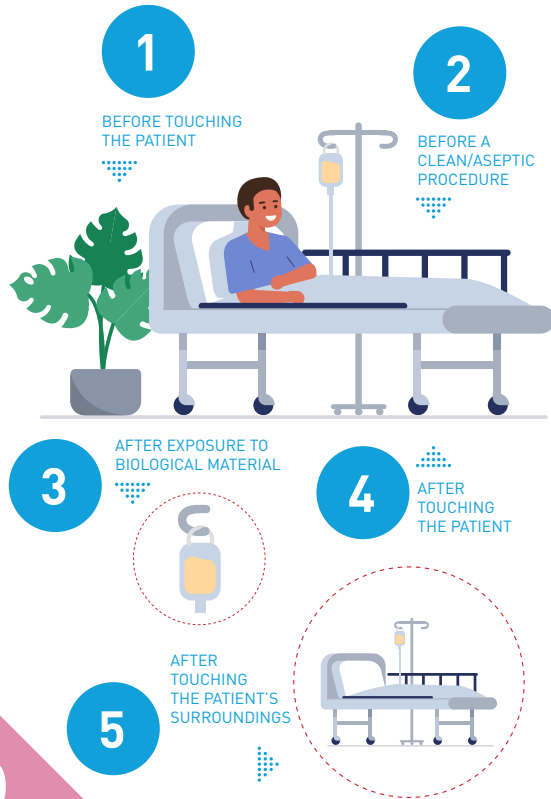 1
BEFORE TOUCHING
THE PATIENT
2
BEFORE A
CLEAN/ASEPTIC
PROCEDURE
3
AFTER EXPOSURE TO
BIOLOGICAL MATERIAL
4
AFTER
TOUCHING
THE PATIENT
5
AFTER
TOUCHING
THE PATIENT'S
SURROUNDINGS